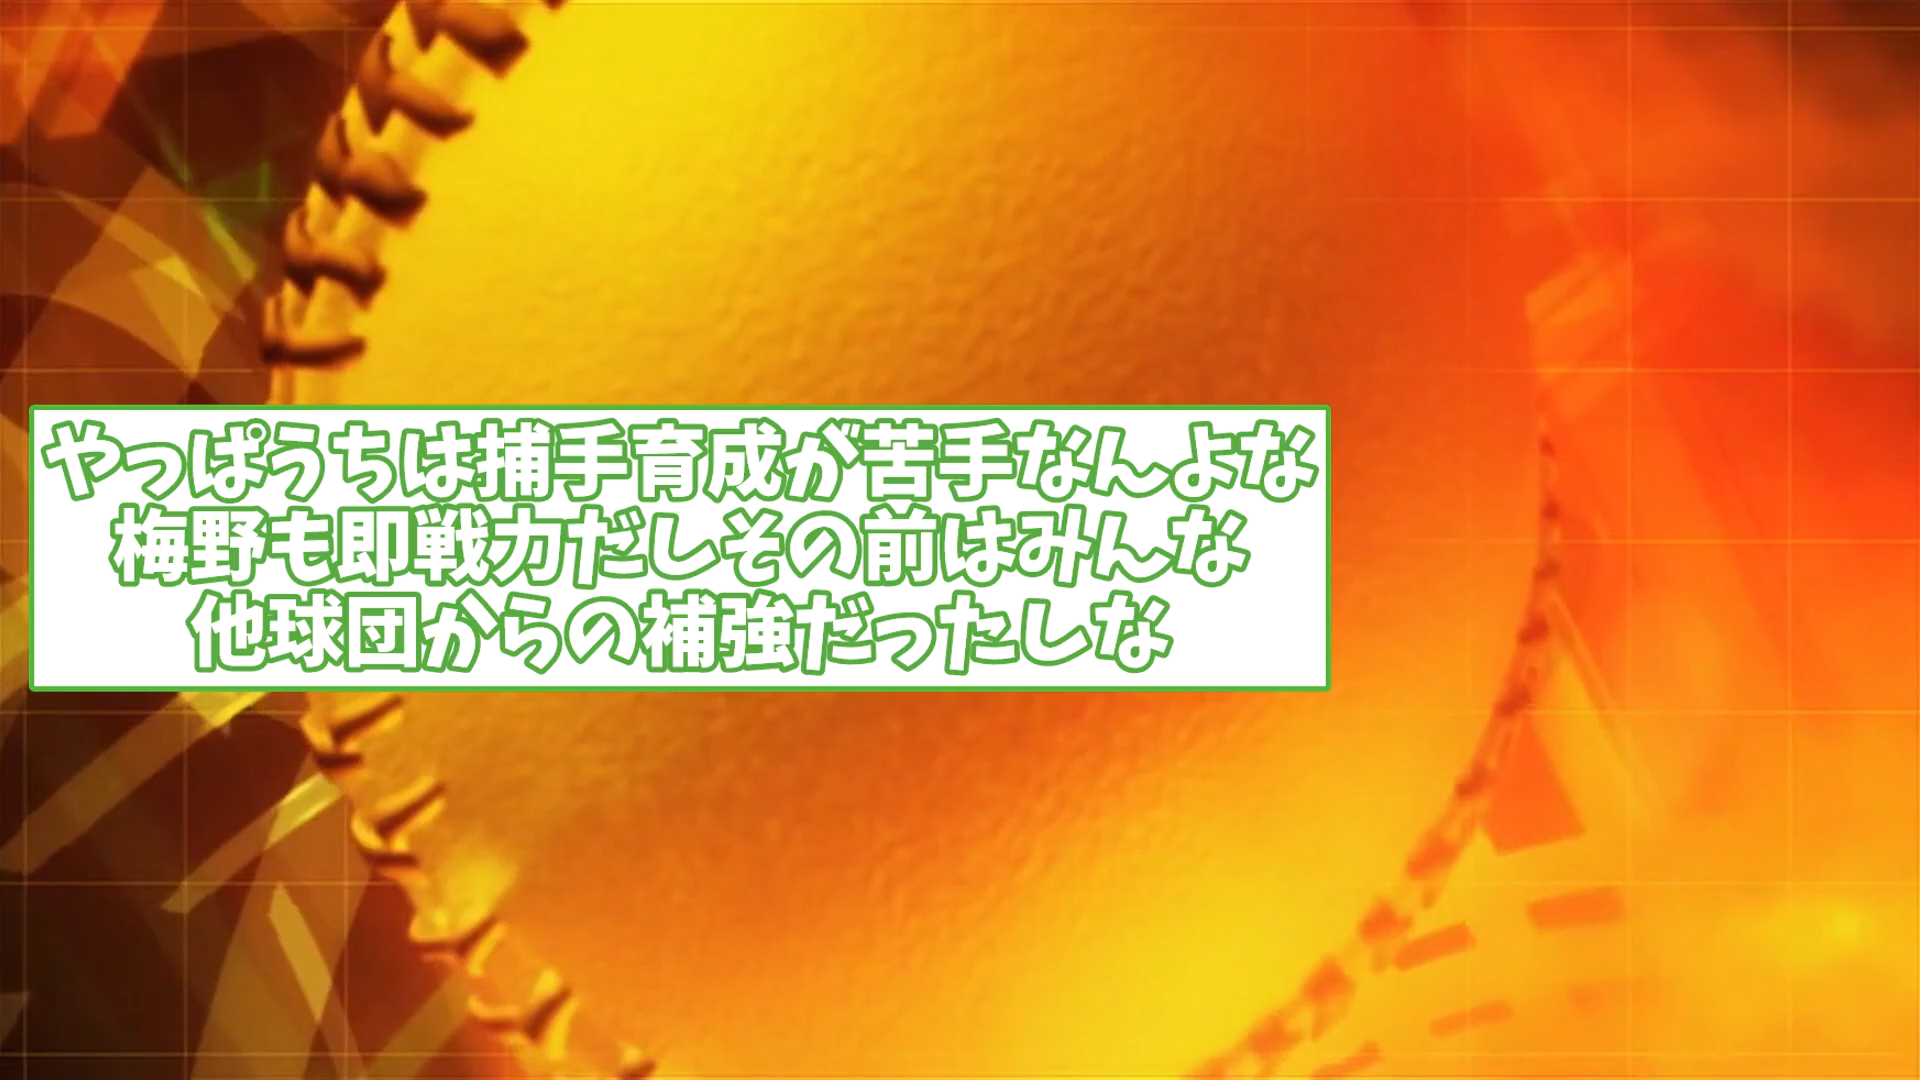 やっぱうちは捕手育成が苦手なんよな
梅野も即戦力だしその前はみんな
他球団からの補強だったしな